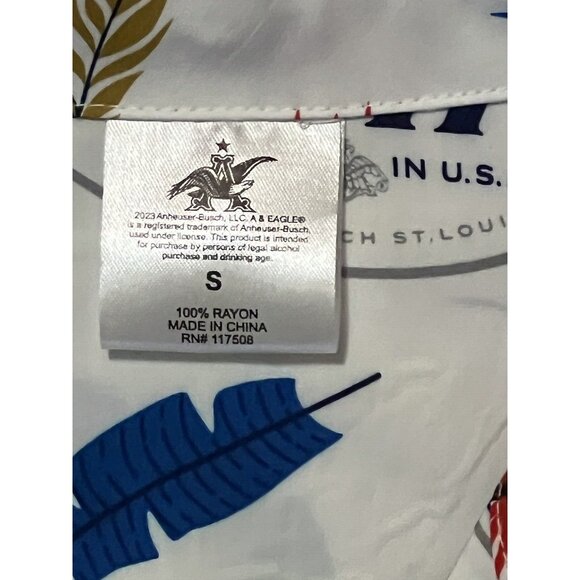 IN U.S.
CH ST. LOUI
2023 Anheuser-Busch, LLC. A & EAGLE®
is a registered trademark of Anheuser-Busch,
used under license. This product is intended
for purchase by persons of legal alcohol
purchase and drinking age.
S
100% RAYON
MADE IN CHINA
RN# 117508